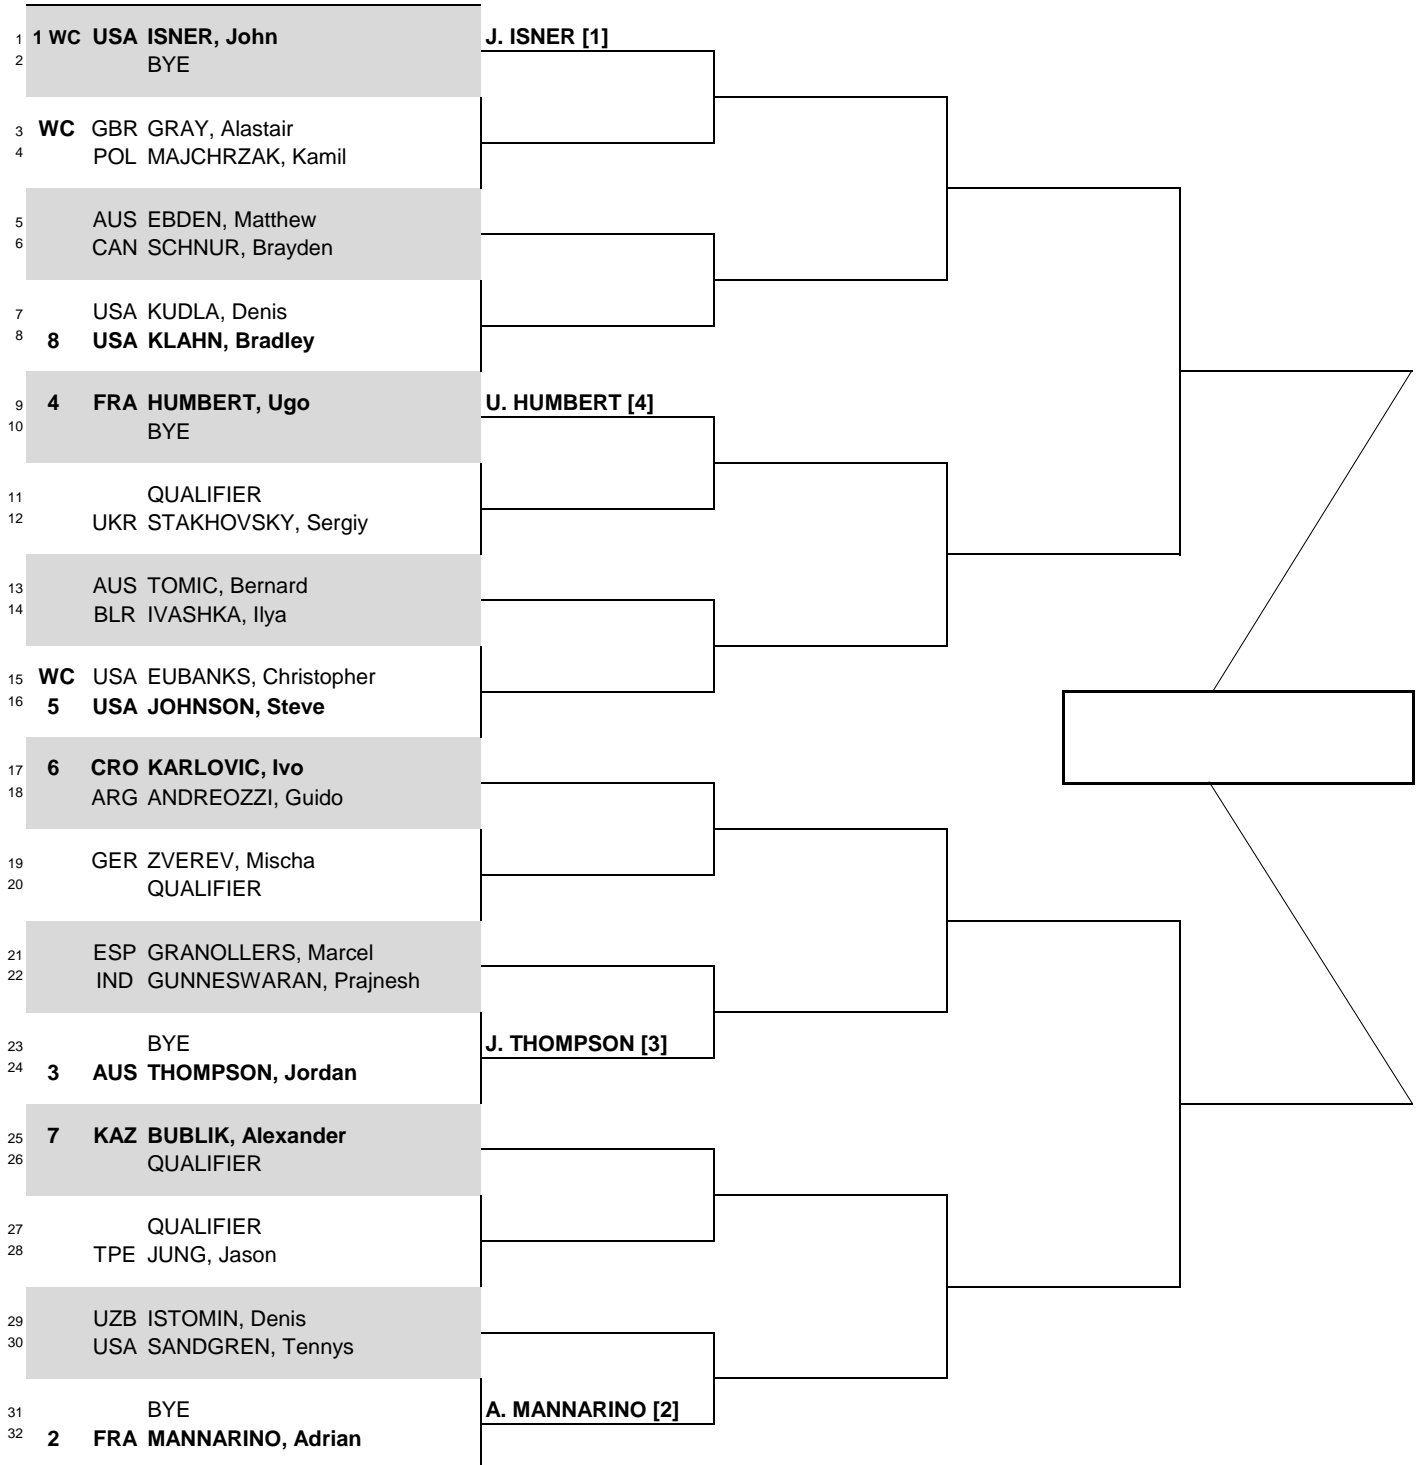 1 1 WC USA ISNER, John J. ISNER [1]
2 BYE
3 WC GBR GRAY, Alastair
4 POL MAJCHRZAK, Kamil
5 AUS EBDEN, Matthew
6 CAN SCHNUR, Brayden
7 USA KUDLA, Denis
8 8 USA KLAHN, Bradley
9 4 FRA HUMBERT, Ugo U. HUMBERT [4]
10 BYE
11 QUALIFIER
12 UKR STAKHOVSKY, Sergiy
13 AUS TOMIC, Bernard
14 BLR IVASHKA, Ilya
15 WC USA EUBANKS, Christopher
16 5 USA JOHNSON, Steve
17 6 CRO KARLOVIC, Ivo
18 ARG ANDREOZZI, Guido
19 GER ZVEREV, Mischa
20 QUALIFIER
21 ESP GRANOLLERS, Marcel
22 IND GUNNESWARAN, Prajnesh
23 BYE J. THOMPSON [3]
24 3 AUS THOMPSON, Jordan
25 7 KAZ BUBLIK, Alexander
26 QUALIFIER
27 QUALIFIER
28 TPE JUNG, Jason
29 UZB ISTOMIN, Denis
30 USA SANDGREN, Tennys
31 BYE A. MANNARINO [2]
32 2 FRA MANNARINO, Adrian